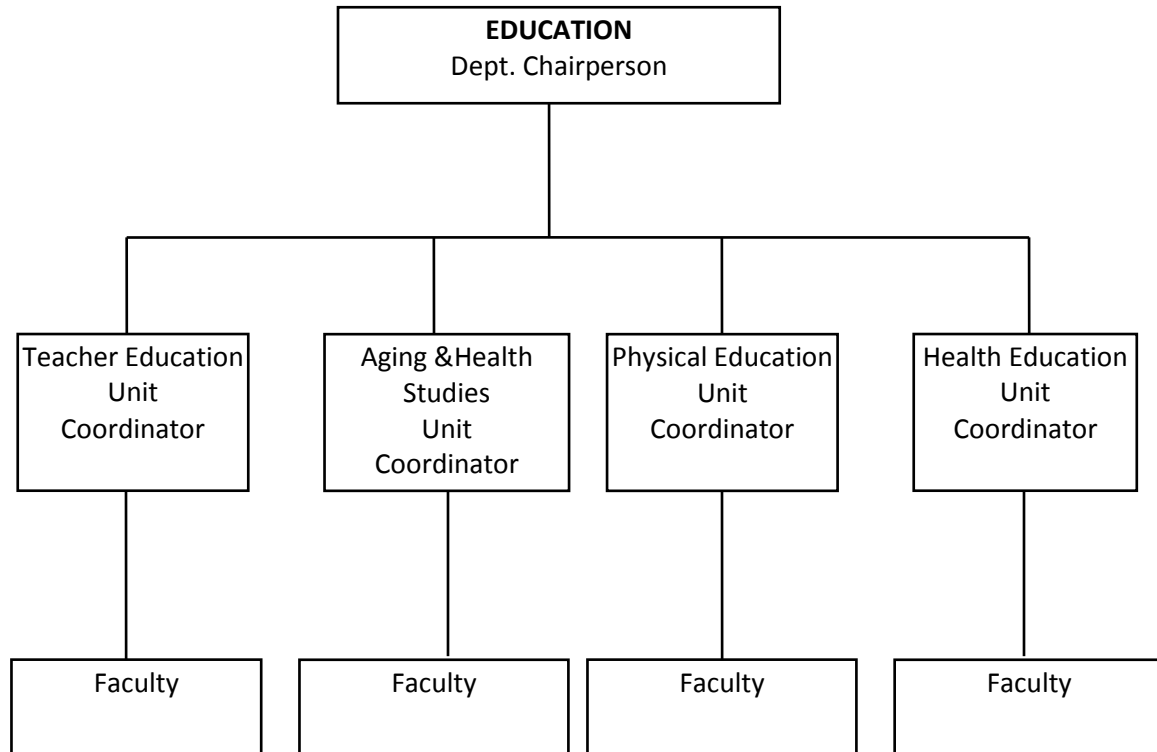 EDUCATION
Dept. Chairperson
Teacher Education
Unit
Coordinator
Aging &Health
Studies
Unit
Coordinator
Physical Education
Unit
Coordinator
Health Education
Unit
Coordinator
Faculty
Faculty
Faculty
Faculty